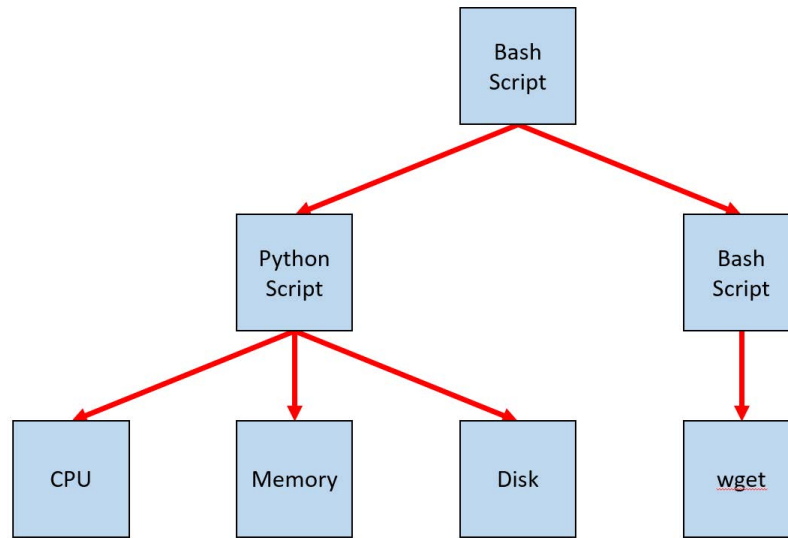 Bash
Script
Python
Script
Bash
Script
CPU
Memory
Disk
wget